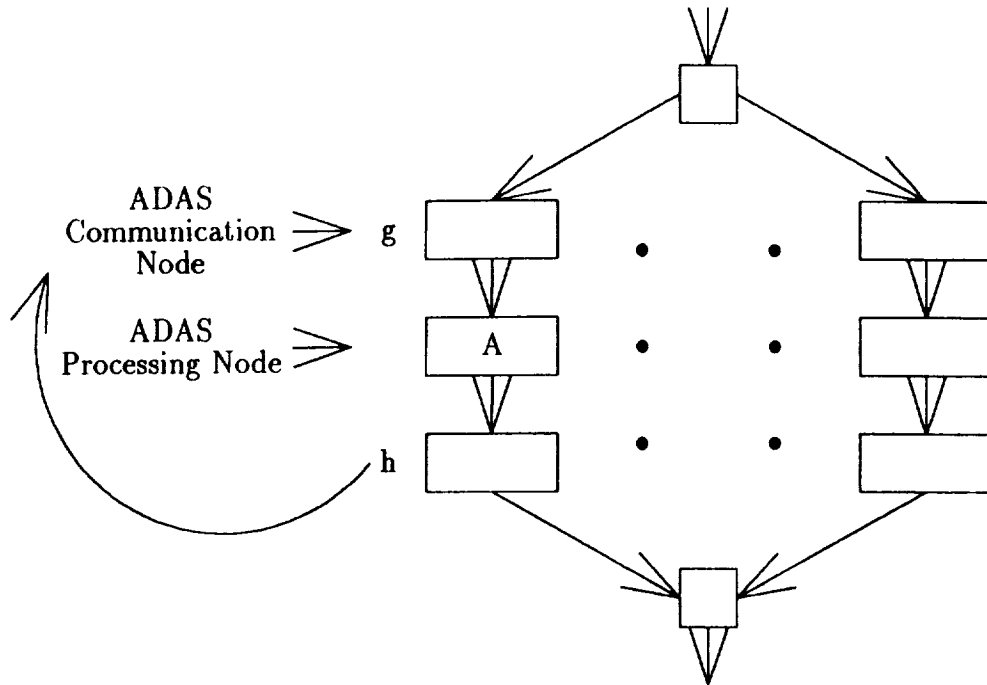 ADAS
Communication
Node
g
ADAS
Processing Node
A
h